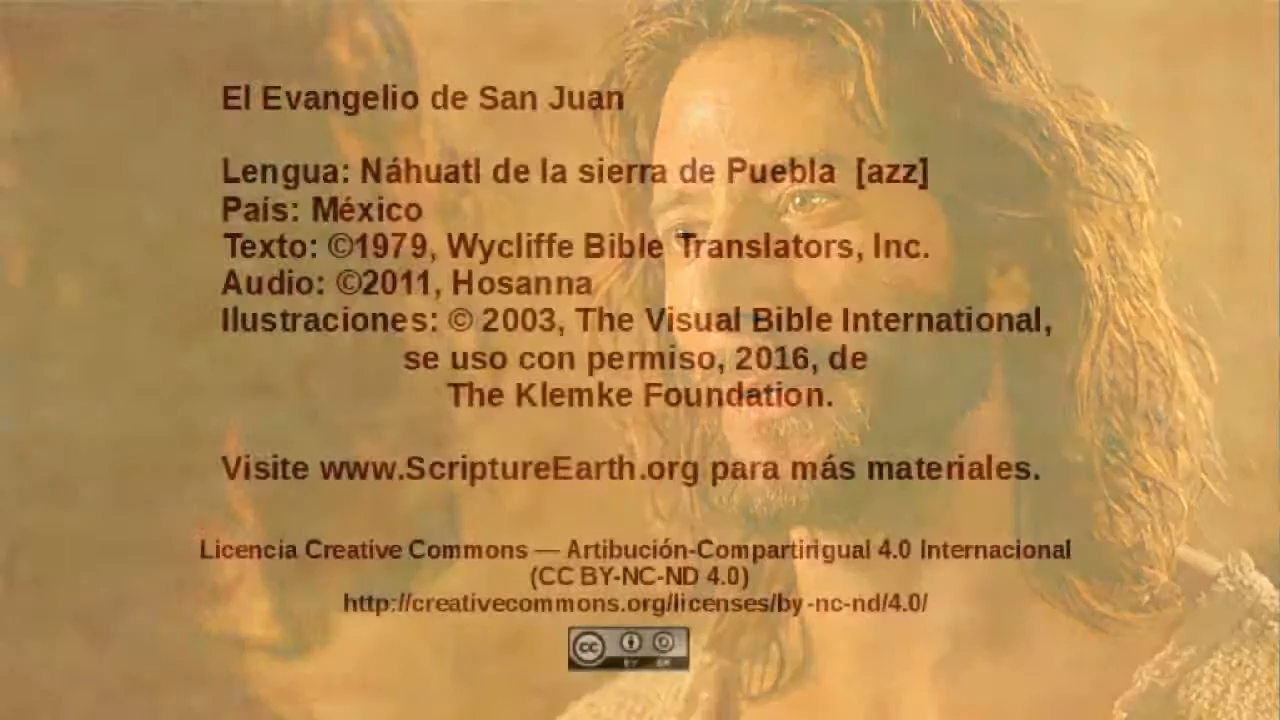 El Evangelio de San Juan
Lengua: Náhuatl de la sierra de Puebla [azz]
País: México
Texto: ©1979, Wycliffe Bible Translators, Inc.
Audio: ©2011, Hosanna
Ilustraciones: © 2003, The Visual Bible International,
se uso con permiso, 2016, de
The Klemke Foundation.
Visite www.ScriptureEarth.org para más materiales.
Licencia Creative Commons — Artibución-Compartirigual 4.0 Internacional
(CC BY-NC-ND 4.0)
http://creativecommons.org/licenses/by-nc-nd/4.0/
cc
BY SA